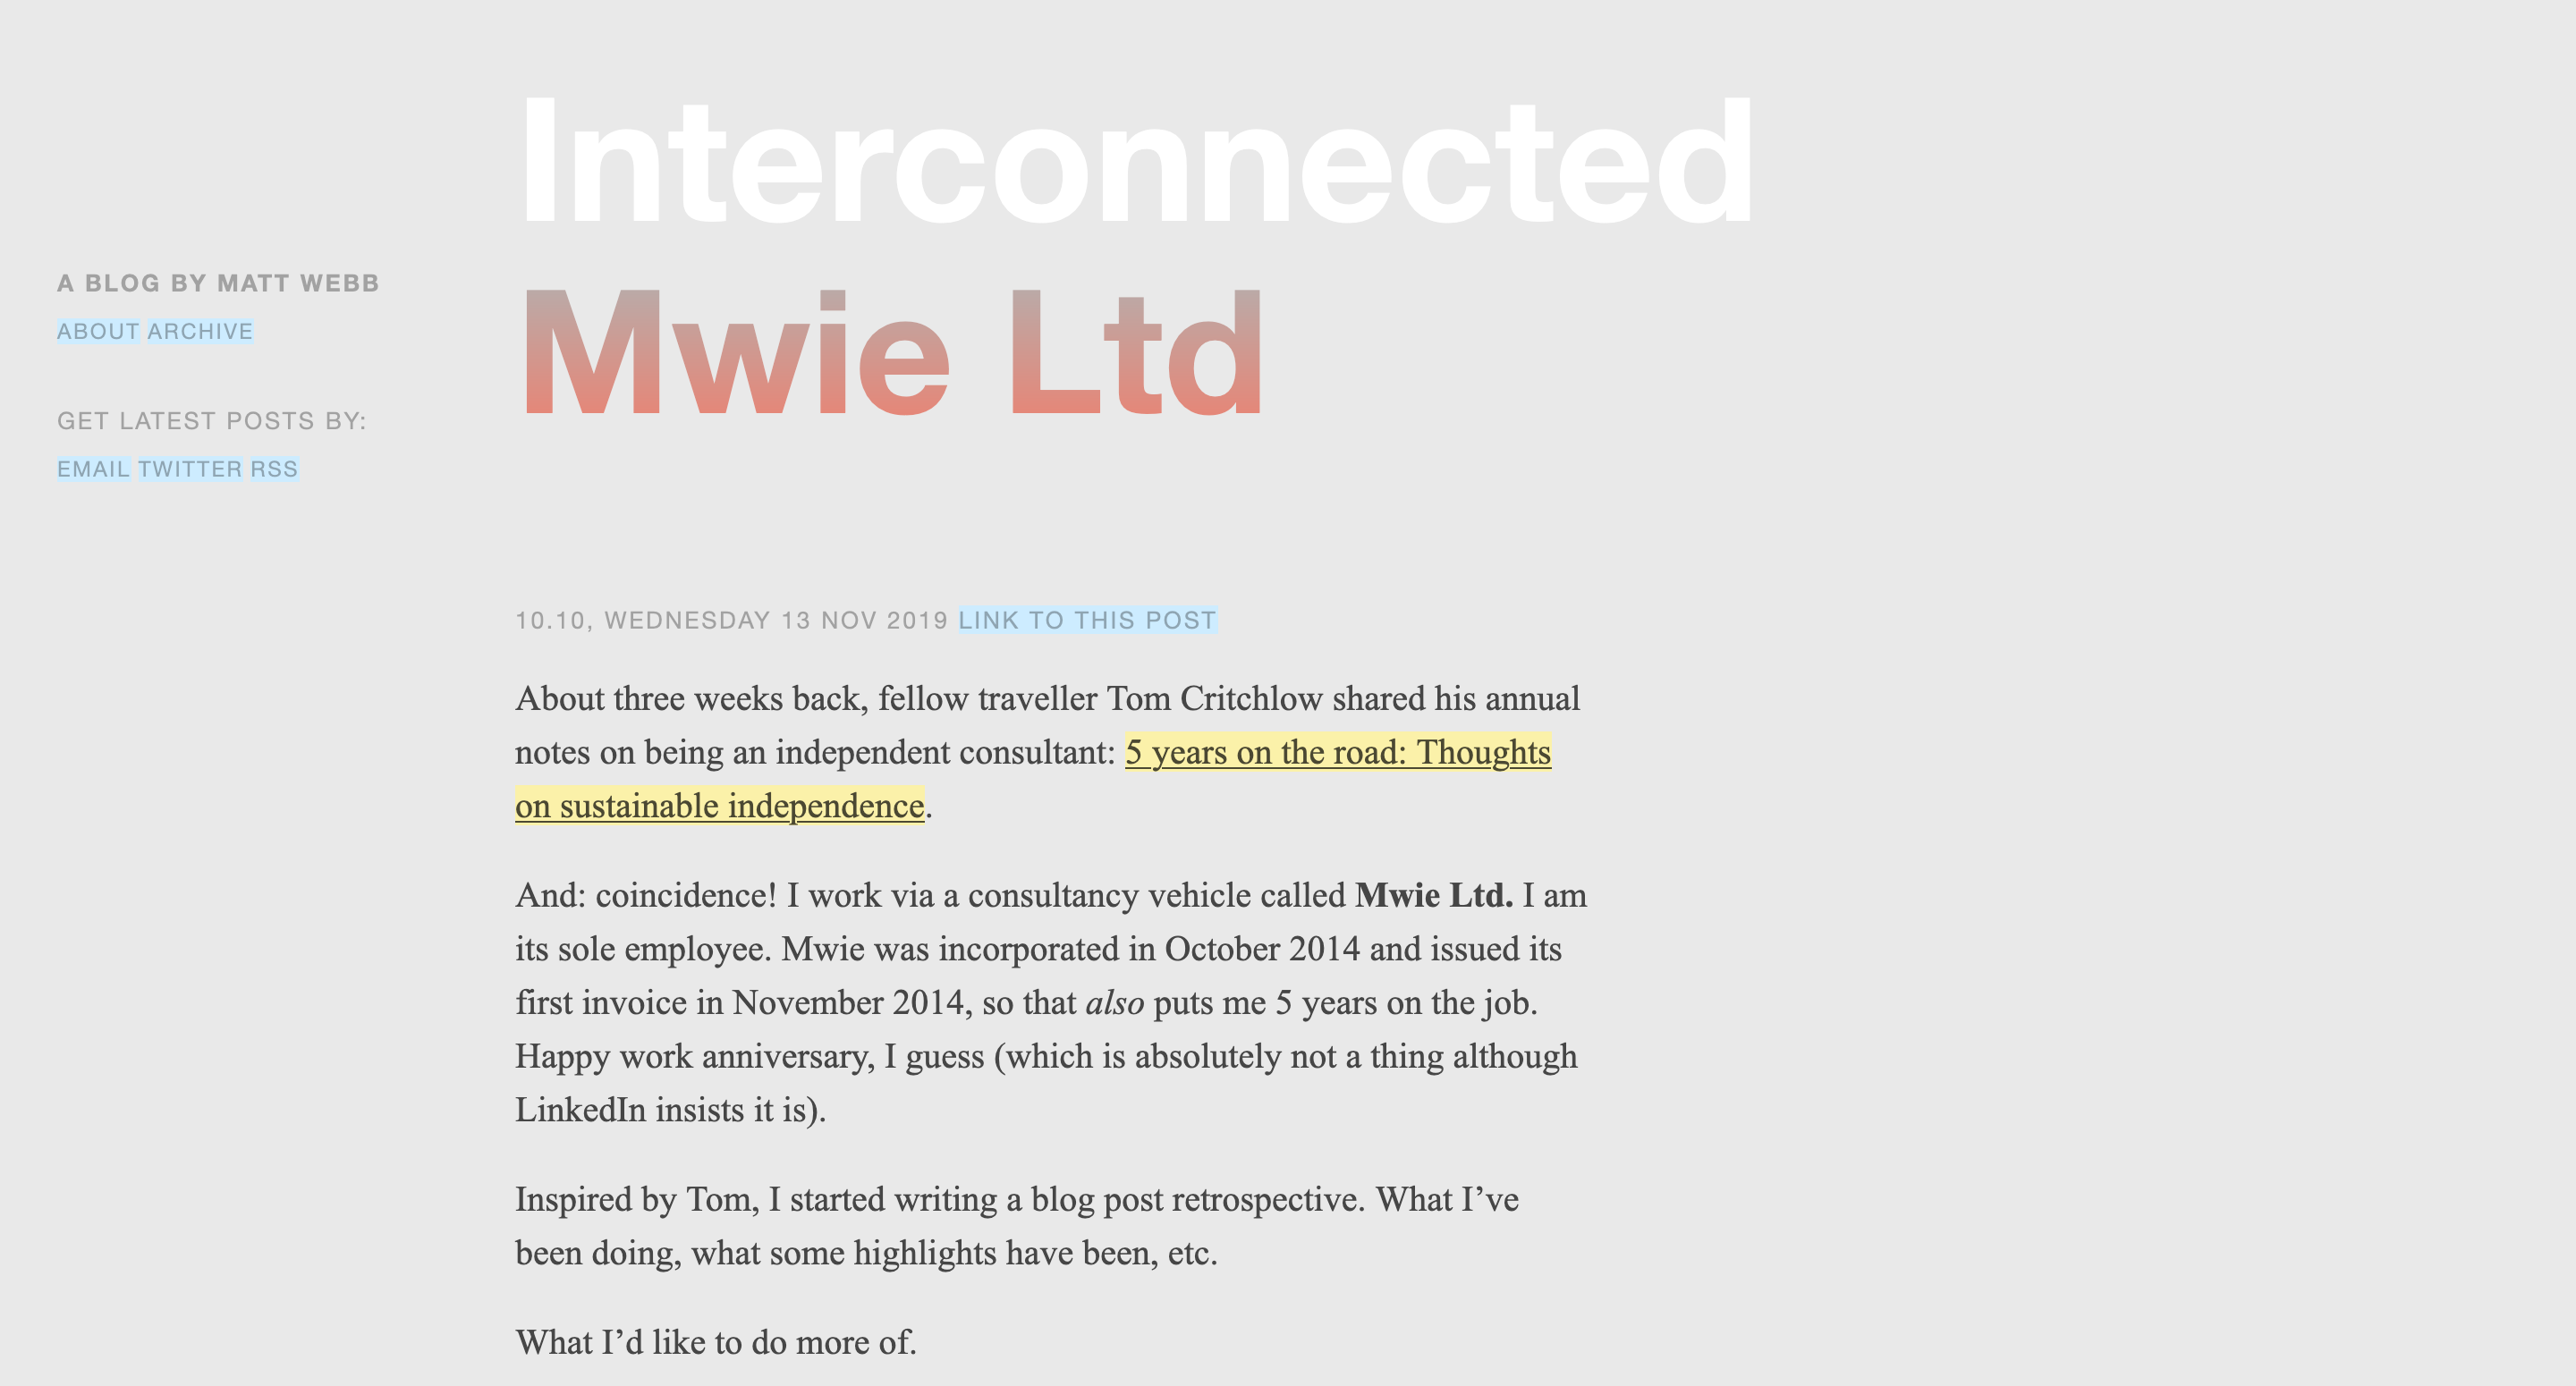 Interconnected
Mwie Ltd
A BLOG BY MATT WEBB
ABOUT ARCHIVE
GET LATEST POSTS BY:
EMAIL TWITTER RSS
10.10, WEDNESDAY 13 NOV 2019 LINK TO THIS POST
About three weeks back, fellow traveller Tom Critchlow shared his annual
notes on being an independent consultant: 5 years on the road: Thoughts
on sustainable independence.
And: coincidence! I work via a consultancy vehicle called Mwie Ltd. I am
its sole employee. Mwie was incorporated in October 2014 and issued its
first invoice in November 2014, so that also puts me 5 years on the job.
Happy work anniversary, I guess (which is absolutely not a thing although
LinkedIn insists it is).
Inspired by Tom, I started writing a blog post retrospective. What I’ve
been doing, what some highlights have been, etc.
What I’d like to do more of.